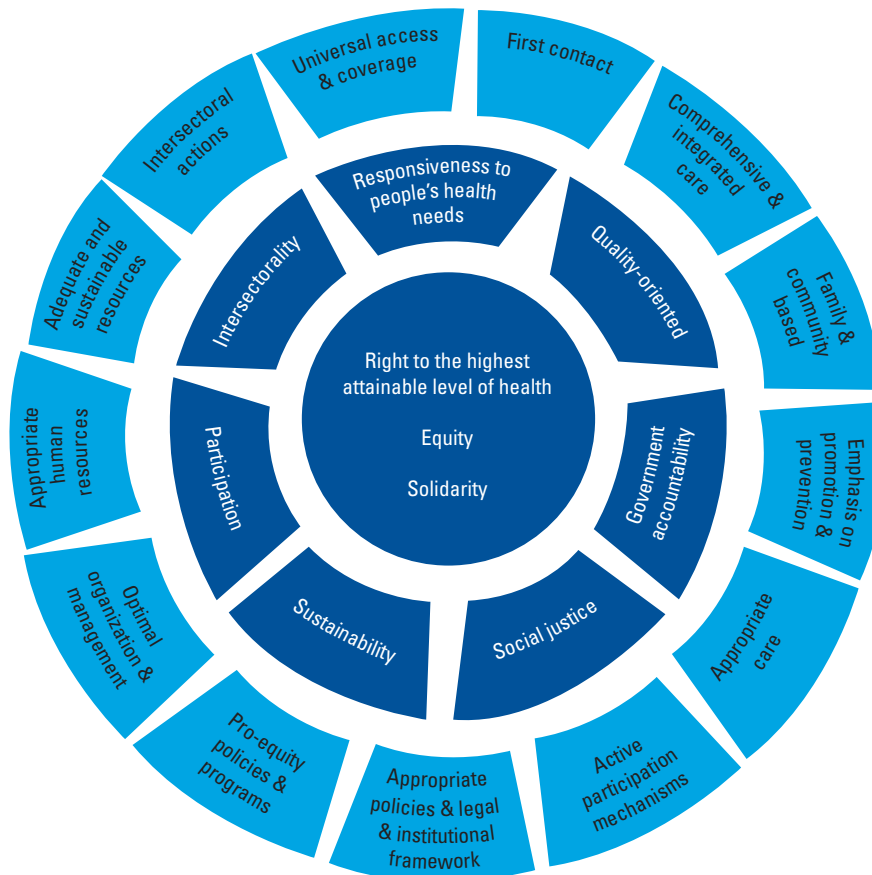 Universal access
& coverage
First contact
Comprehensive &
integrated
care
Family &
community
based
Emphasis on
promotion &
prevention
Appropriate
care
Active
participation
mechanisms
Appropriate
policies & legal
& institutional
framework
Pro-equity
policies &
programs
Optimal
organization &
management
Appropriate
human
resources
Adequate and
sustainable
resources
Intersectoral
actions
Responsiveness to
people's health
needs
Quality-oriented
Government
accountability
Social justice
Sustainability
Participation
Intersectorality
Right to the highest
attainable level of health
Equity
Solidarity